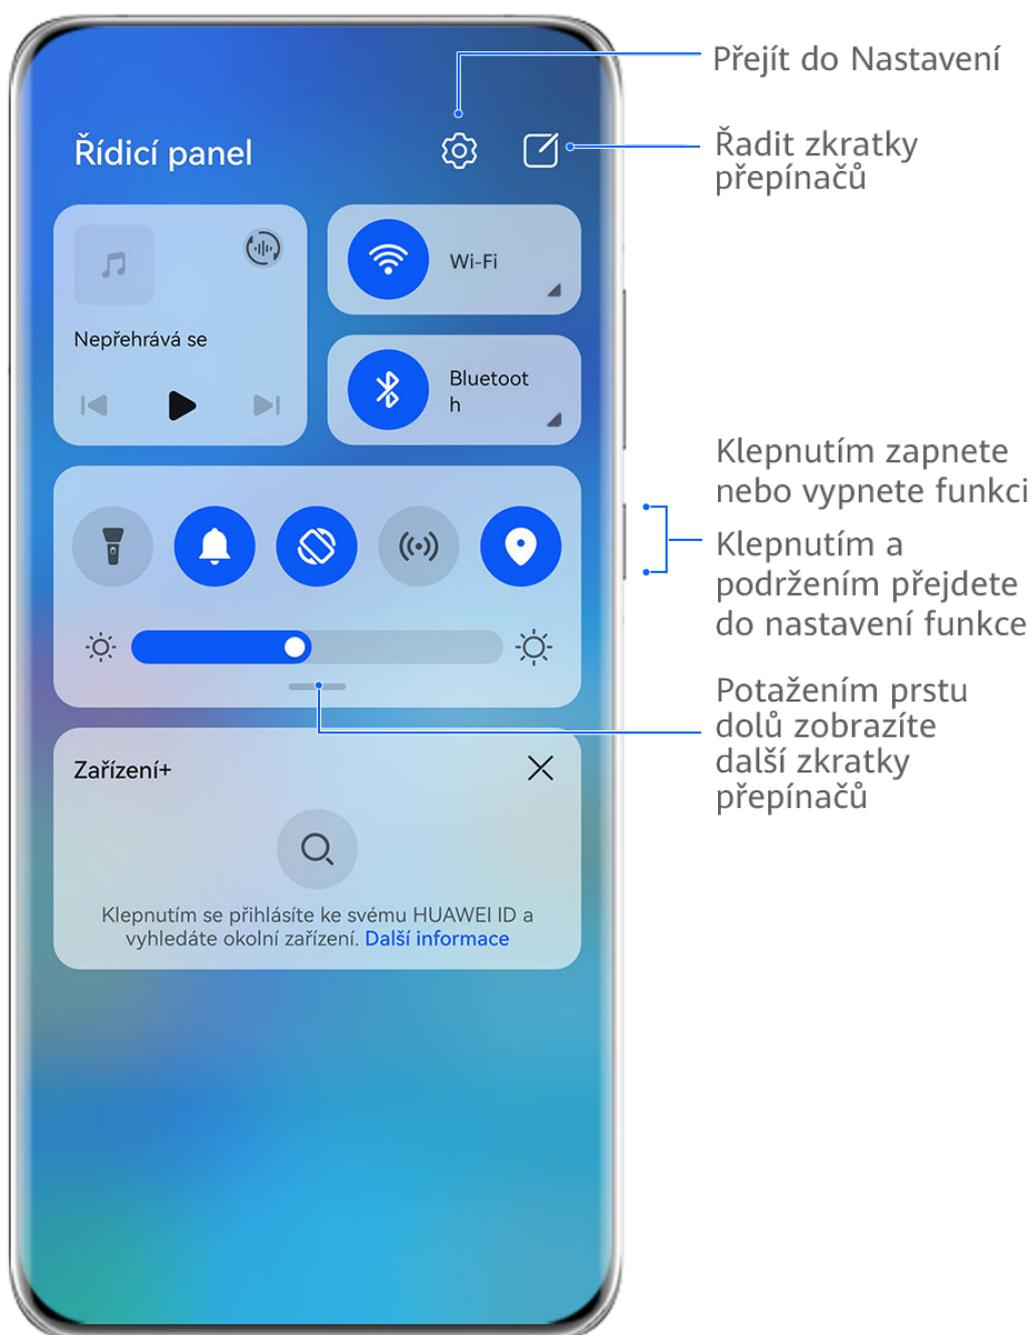 Přejít do Nastavení
Řídicí panel
Řadit zkratky
přepínačů
Nepřehrává se
Wi-Fi
Bluetoot
h
Klepnutím zapnete
nebo vypnete funkci
Klepnutím a
podržením přejdete
do nastavení funkce
Potažením prstu
dolů zobrazíte
další zkratky
přepínačů
Zařízení+
Klepnutím se přihlásíte ke svému HUAWEI ID a
vyhledáte okolní zařízení. Další informace